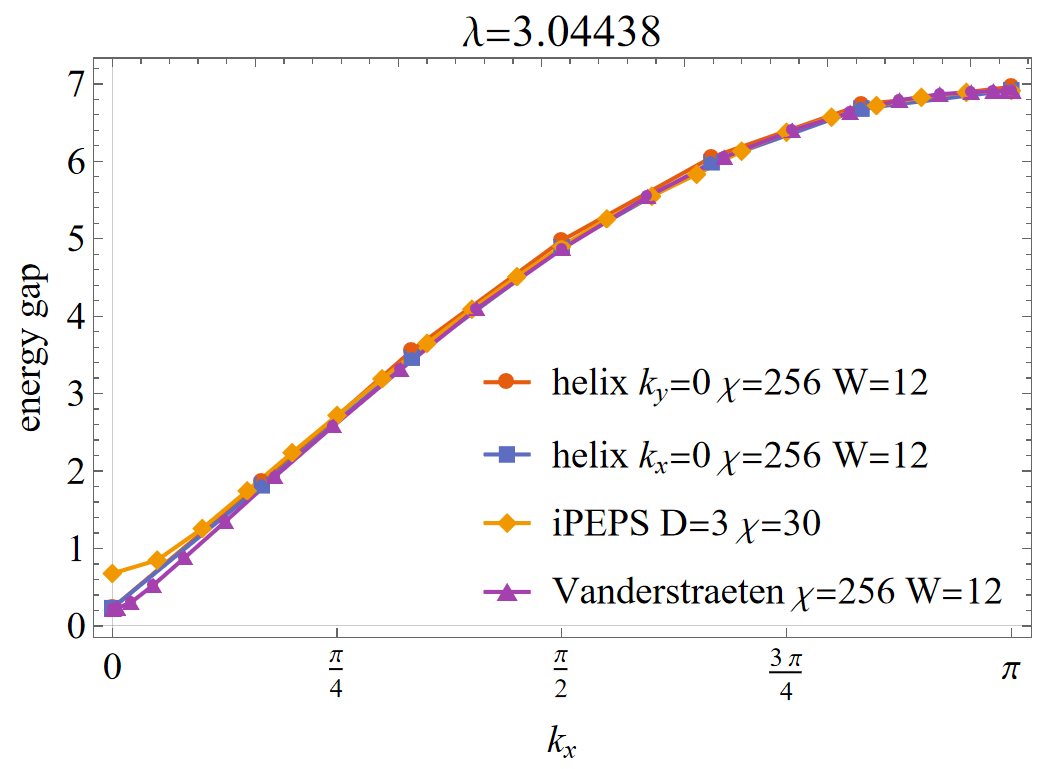 λ=3.04438
energy gap
7
6
5
4
3
2
1
0
helix k_y=0 χ=256 W=12
helix k_x=0 χ=256 W=12
iPEPS D=3 χ=30
Vanderstraeten χ=256 W=12
0
π/4
π/2
3π/4
π
k_x